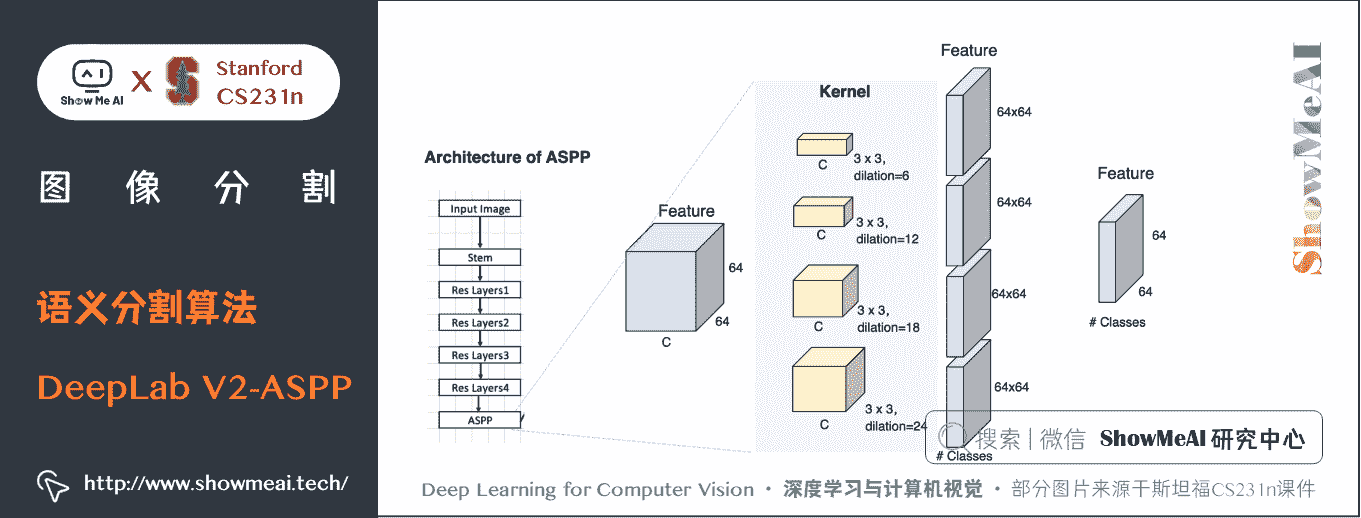 Show Me AI
X
Stanford
CS231n
图像分割
语义分割算法
DeepLab V2-ASPP
http://www.showmeai.tech/
Architecture of ASPP
Input Image
Stem
Res Layers1
Res Layers2
Res Layers3
Res Layers4
ASPP
Feature
64
64
C
Kernel
C
3 x 3,
dilation=6
C
3 x 3,
dilation=12
C
3 x 3,
dilation=18
C
3 x 3,
dilation=24
Feature
64x64
64x64
64x64
64x64
# Classes
Feature
64
64
# Classes
ShowMeAI
搜索 | 微信 ShowMeAI 研究中心
Deep Learning for Computer Vision · 深度学习与计算机视觉 · 部分图片来源于斯坦福CS231n课件